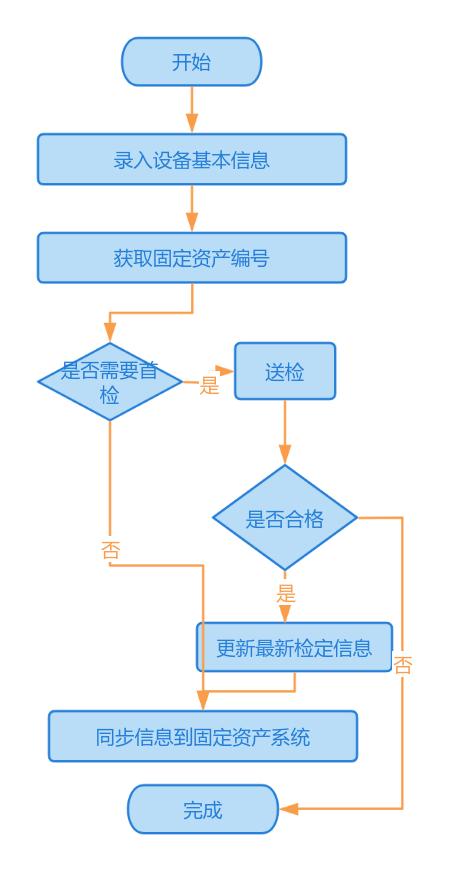 开始
录入设备基本信息
获取固定资产编号
是否需要首
检
是
送检
是否合格
否
是
更新最新检定信息
否
同步信息到固定资产系统
完成